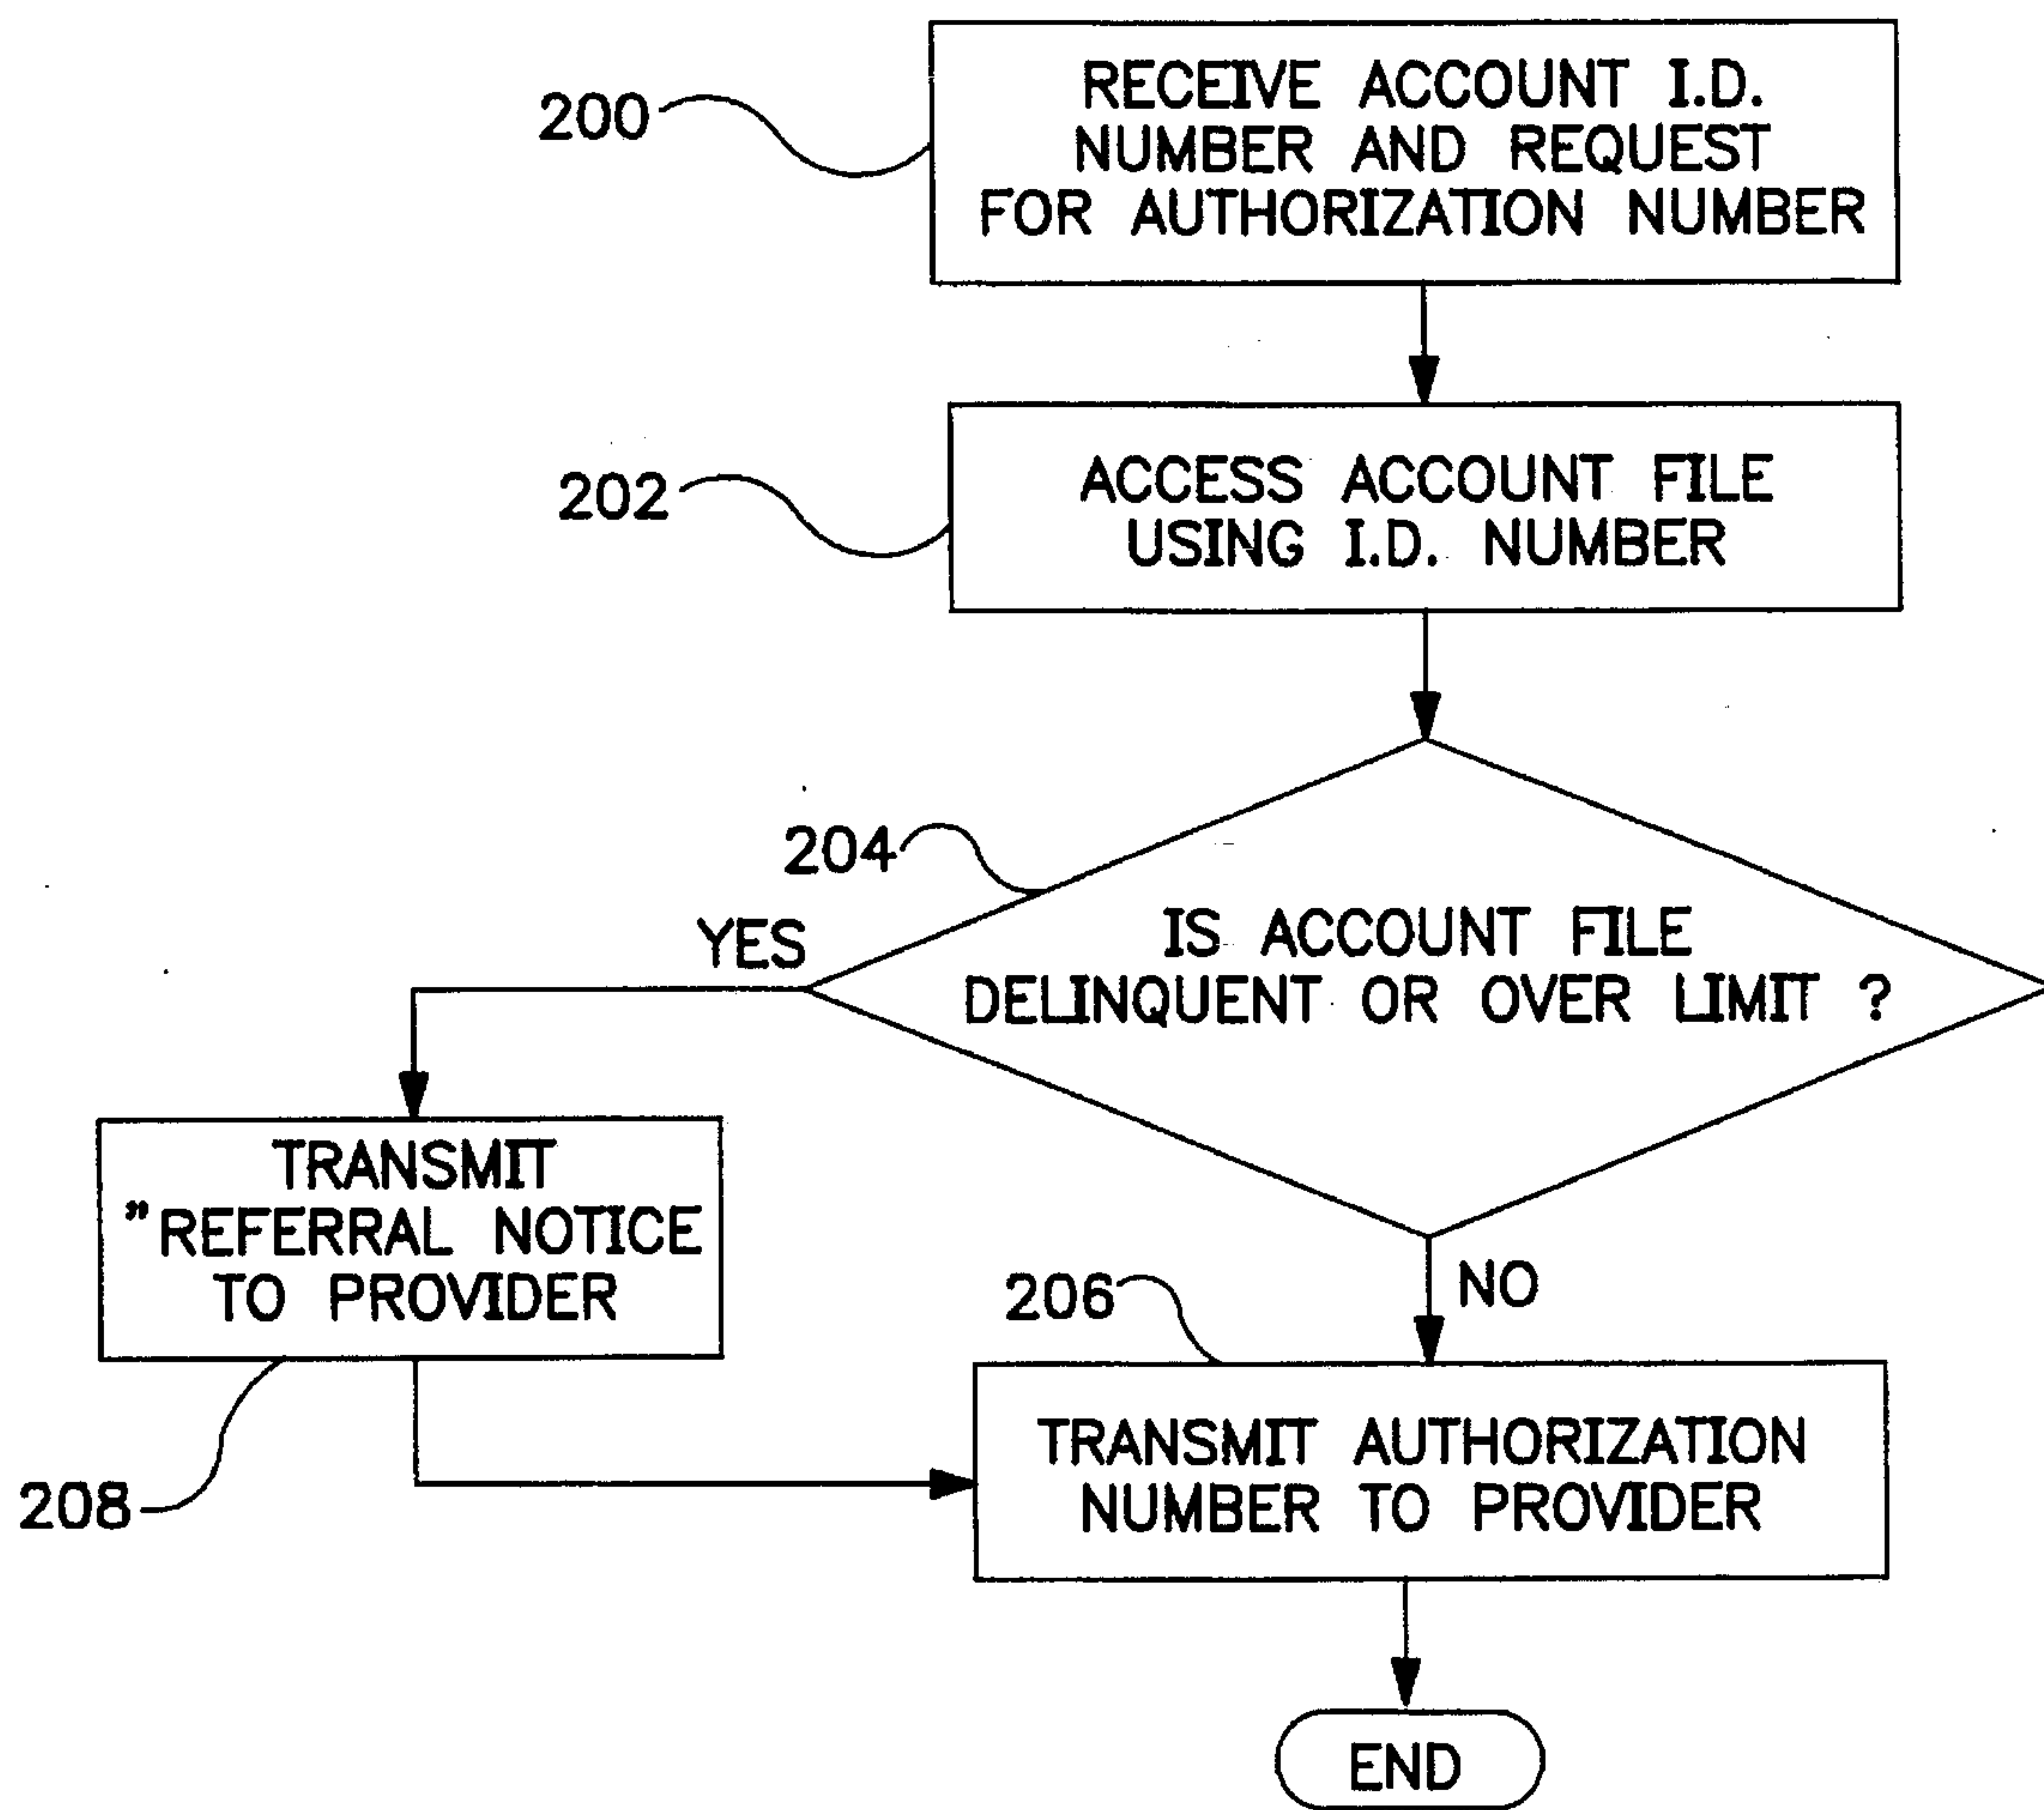 200
RECEIVE ACCOUNT I.D.
NUMBER AND REQUEST
FOR AUTHORIZATION NUMBER
202
ACCESS ACCOUNT FILE
USING I.D. NUMBER
204
IS ACCOUNT FILE
DELINQUENT OR OVER LIMIT ?
YES
TRANSMIT
"REFERRAL NOTICE
TO PROVIDER
208
NO
206
TRANSMIT AUTHORIZATION
NUMBER TO PROVIDER
END